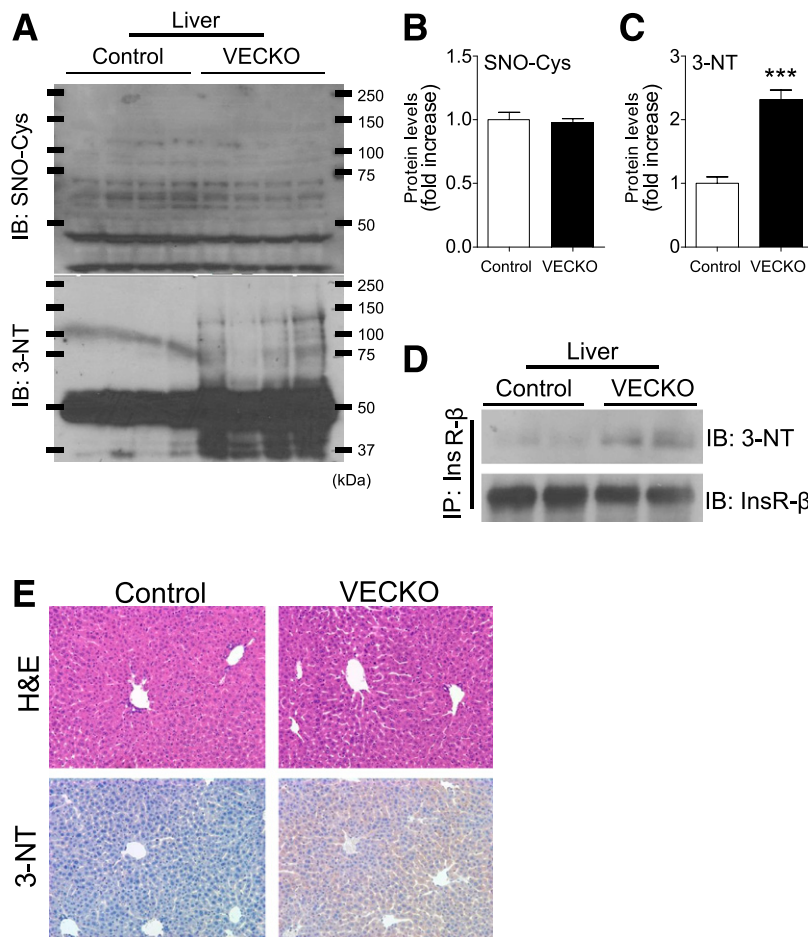 A
Liver
Control
VECKO
IB: SNO-Cys
250
150
100
75
50
IB: 3-NT
250
150
100
75
50
37
(kDa)
B
SNO-Cys
Protein levels
(fold increase)
1.5
1.0
0.5
0.0
Control
VECKO
C
3-NT
***
Protein levels
(fold increase)
3
2
1
0
Control
VECKO
D
Liver
Control
VECKO
IP: InsR-β
IB: 3-NT
IB: InsR-β
E
Control
VECKO
H&E
3-NT